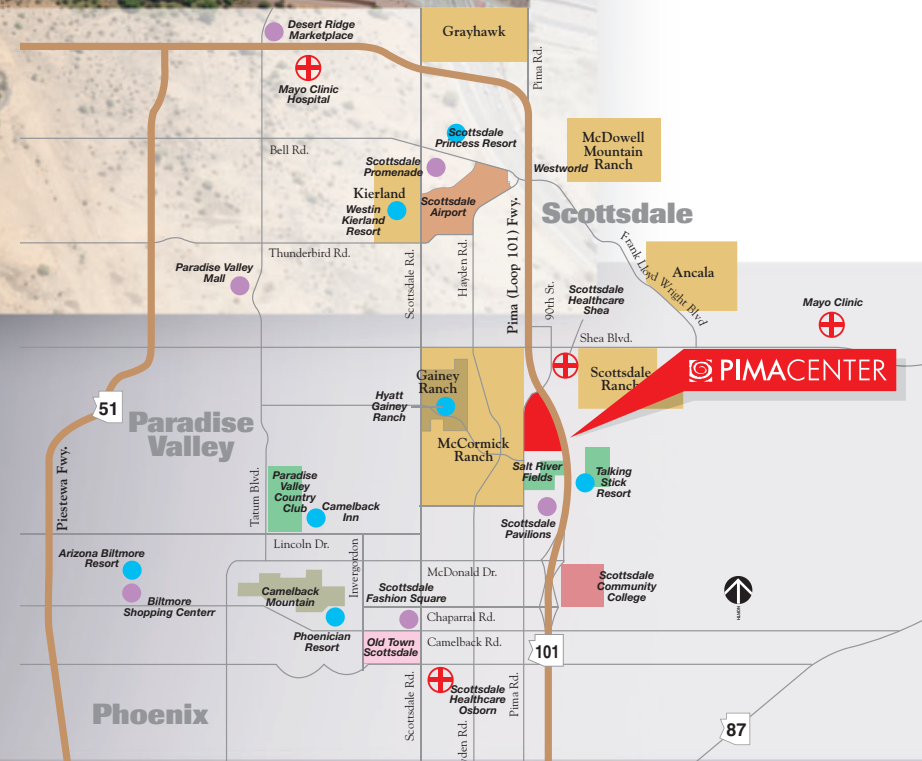 Desert Ridge
Marketplace
Grayhawk
Pima Rd.
Mayo Clinic
Hospital
Scottsdale
Princess Resort
McDowell
Mountain
Ranch
Bell Rd.
Scottsdale
Promenade
Westworld
Kierland
Westin
Kierland
Resort
Scottsdale
Airport
Scottsdale
Pima (Loop 101) Fwy.
Thunderbird Rd.
Scottsdale Rd.
Hayden Rd.
Frank Lloyd Wright Blvd
Ancala
Paradise Valley
Mall
90th St.
Scottsdale
Healthcare
Shea
Mayo Clinic
Shea Blvd.
Gainey
Ranch
Scottsdale
Ranch
PIMACENTER
51
Hyatt
Gainey
Ranch
Paradise
Valley
McCormick
Ranch
Piestewa Fwy.
Tatum Blvd.
Paradise
Valley
Country
Club
Camelback
Inn
Salt River
Fields
Talking
Stick
Resort
Scottsdale
Pavilions
Lincoln Dr.
Invergordon
Arizona Biltmore
Resort
McDonald Dr.
Scottsdale
Community
College
Camelback
Mountain
Scottsdale
Fashion Square
Biltmore
Shopping Centerr
Chaparral Rd.
NORTH
Phoenician
Resort
Old Town
Scottsdale
Camelback Rd.
101
Scottsdale Rd.
Scottsdale
Healthcare
Osborn
Pima Rd.
den Rd.
Phoenix
87